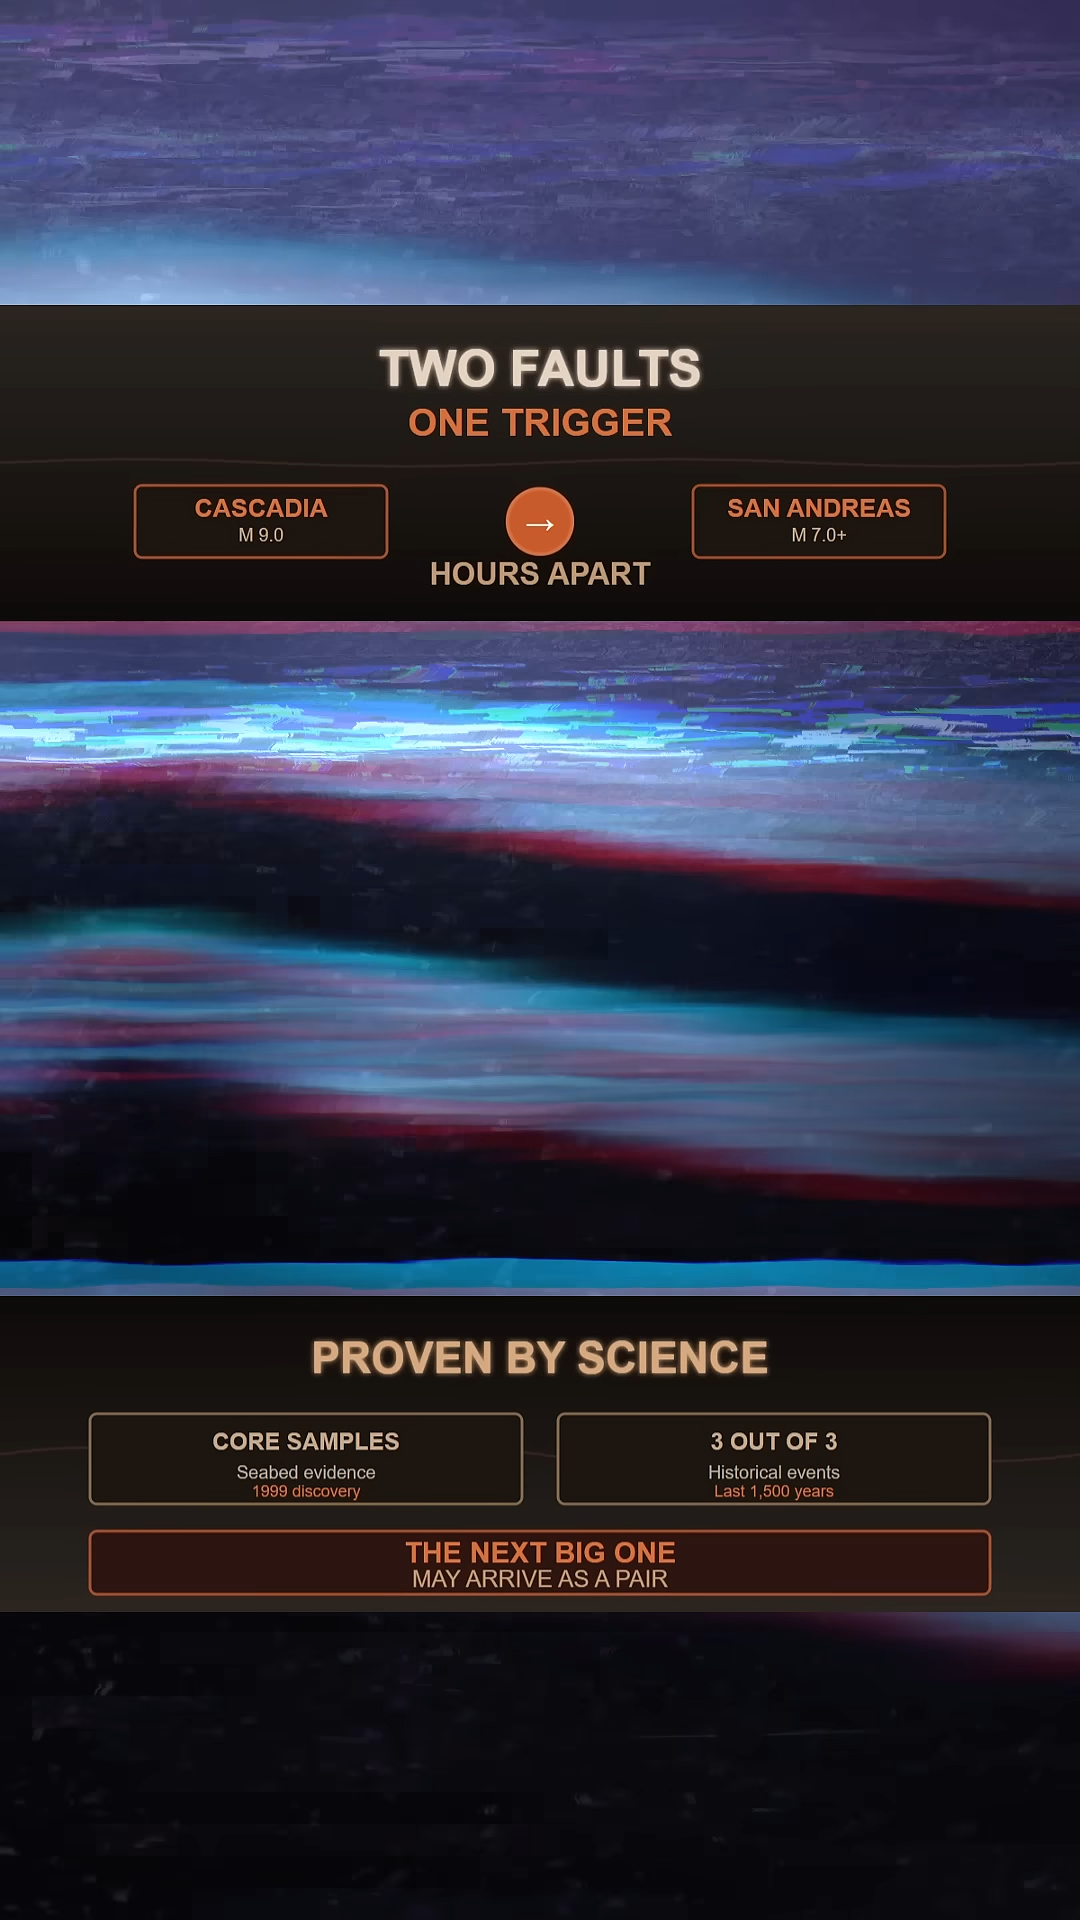 TWO FAULTS
ONE TRIGGER
CASCADIA
M 9.0
→
SAN ANDREAS
M 7.0+
HOURS APART
PROVEN BY SCIENCE
CORE SAMPLES
Seabed evidence
1999 discovery
3 OUT OF 3
Historical events
Last 1,500 years
THE NEXT BIG ONE
MAY ARRIVE AS A PAIR